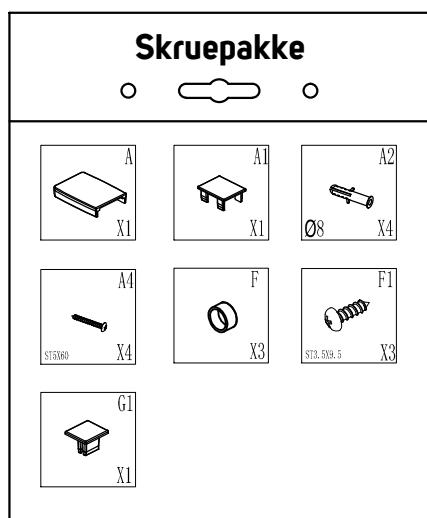 Skruepakke
A
X1
A1
X1
A2
Ø8
X4
A4
ST5X60
X4
F
X3
F1
ST3.5X9.5
X3
G1
X1